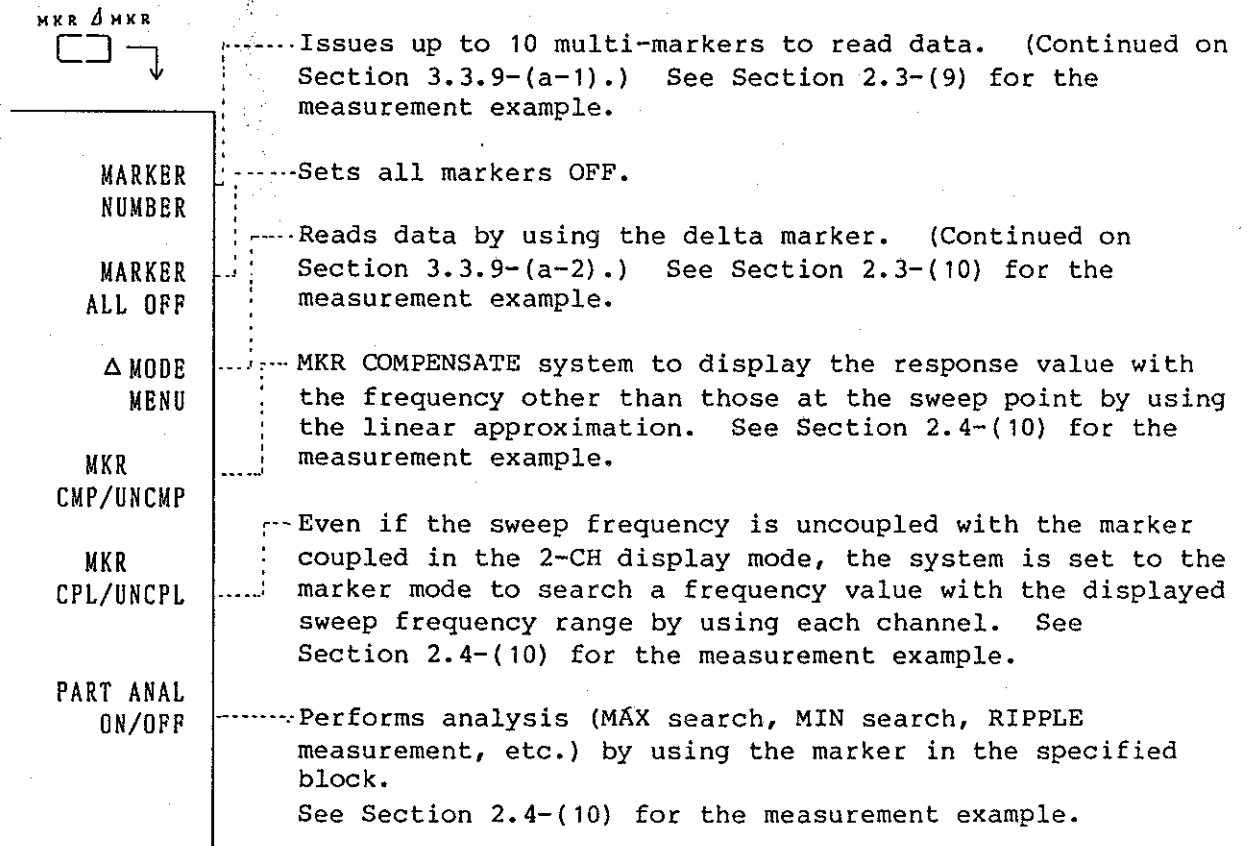 MKR Δ MKR
Issues up to 10 multi-markers to read data. (Continued on
Section 3.3.9-(a-1).) See Section 2.3-(9) for the
measurement example.
MARKER
NUMBER
Sets all markers OFF.
MARKER
ALL OFF
Reads data by using the delta marker. (Continued on
Section 3.3.9-(a-2).) See Section 2.3-(10) for the
measurement example.
Δ MODE
MENU
MKR COMPENSATE system to display the response value with
the frequency other than those at the sweep point by using
the linear approximation. See Section 2.4-(10) for the
measurement example.
MKR
CMP/UNCMP
Even if the sweep frequency is uncoupled with the marker
coupled in the 2-CH display mode, the system is set to the
marker mode to search a frequency value with the displayed
sweep frequency range by using each channel. See
Section 2.4-(10) for the measurement example.
MKR
CPL/UNCPL
PART ANAL
ON/OFF
Performs analysis (MAX search, MIN search, RIPPLE
measurement, etc.) by using the marker in the specified
block.
See Section 2.4-(10) for the measurement example.